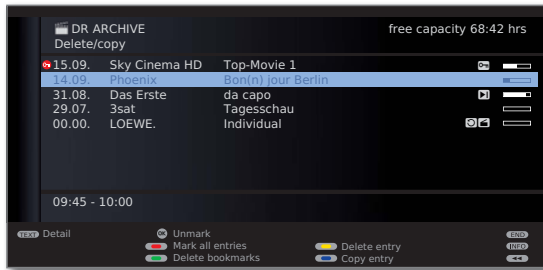 DR ARCHIVE free capacity 68:42 hrs
Delete/copy
15.09. Sky Cinema HD Top-Movie 1
14.09. Phoenix Bon(n) jour Berlin
31.08. Das Erste da capo
29.07. 3sat Tagesschau
00.00. LOEWE. Individual
09:45 - 10:00
TEXT Detail OK Unmark END
Mark all entries Delete entry INFO
Delete bookmarks Copy entry